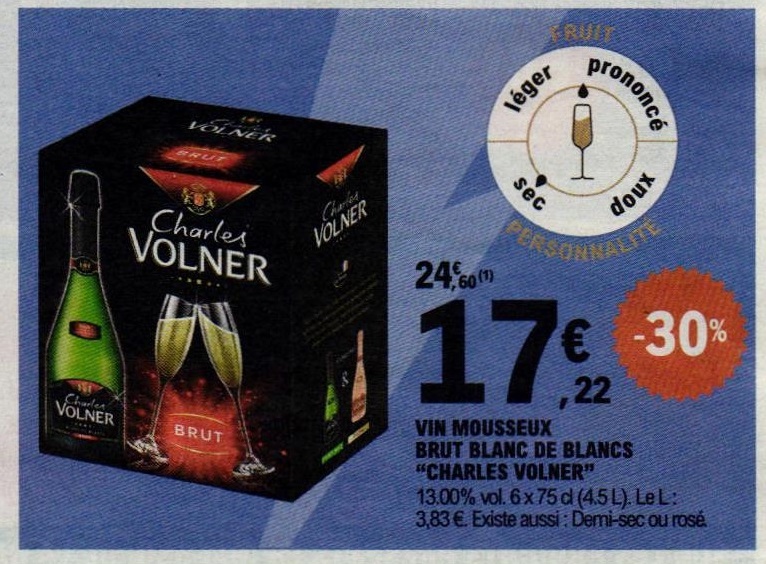 FRUIT
léger prononcé
sec doux
PERSONNALITÉ
VOLNER
BRUT
Charles
VOLNER
Charles
VOLNER
Charles
VOLNER
BRUT
&
24,€60 (1)
17€,22
-30%
VIN MOUSSEUX
BRUT BLANC DE BLANCS
"CHARLES VOLNER"
13.00% vol. 6 x 75 cl (4.5 L). Le L :
3,83 €. Existe aussi : Demi-sec ou rosé.